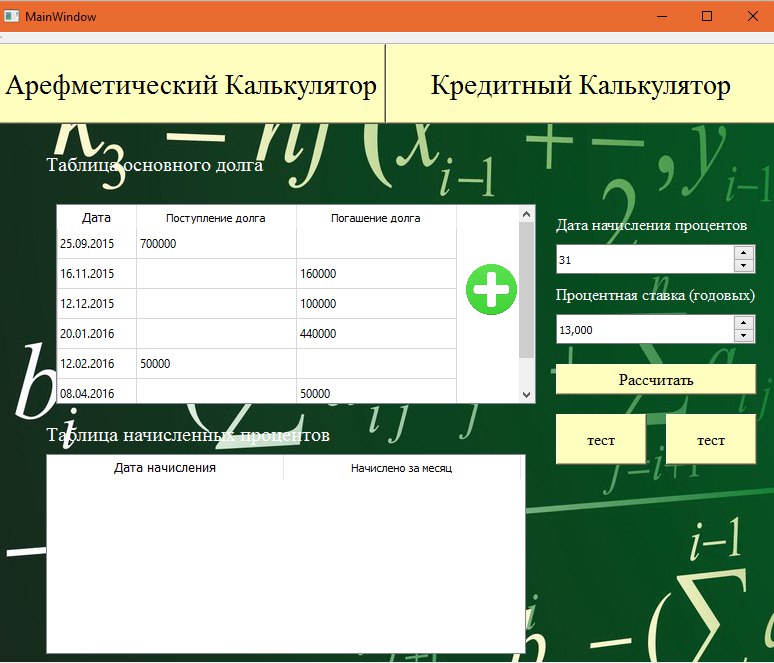 MainWindow
Арефметический Калькулятор Кредитный Калькулятор
Таблица основного долга
Дата Поступление долга Погашение долга
25.09.2015 700000
16.11.2015 160000
12.12.2015 100000
20.01.2016 440000
12.02.2016 50000
08.04.2016 50000
Дата начисления процентов
31
Процентная ставка (годовых)
13,000
Рассчитать
тест тест
Таблица начисленных процентов
Дата начисления Начислено за месяц